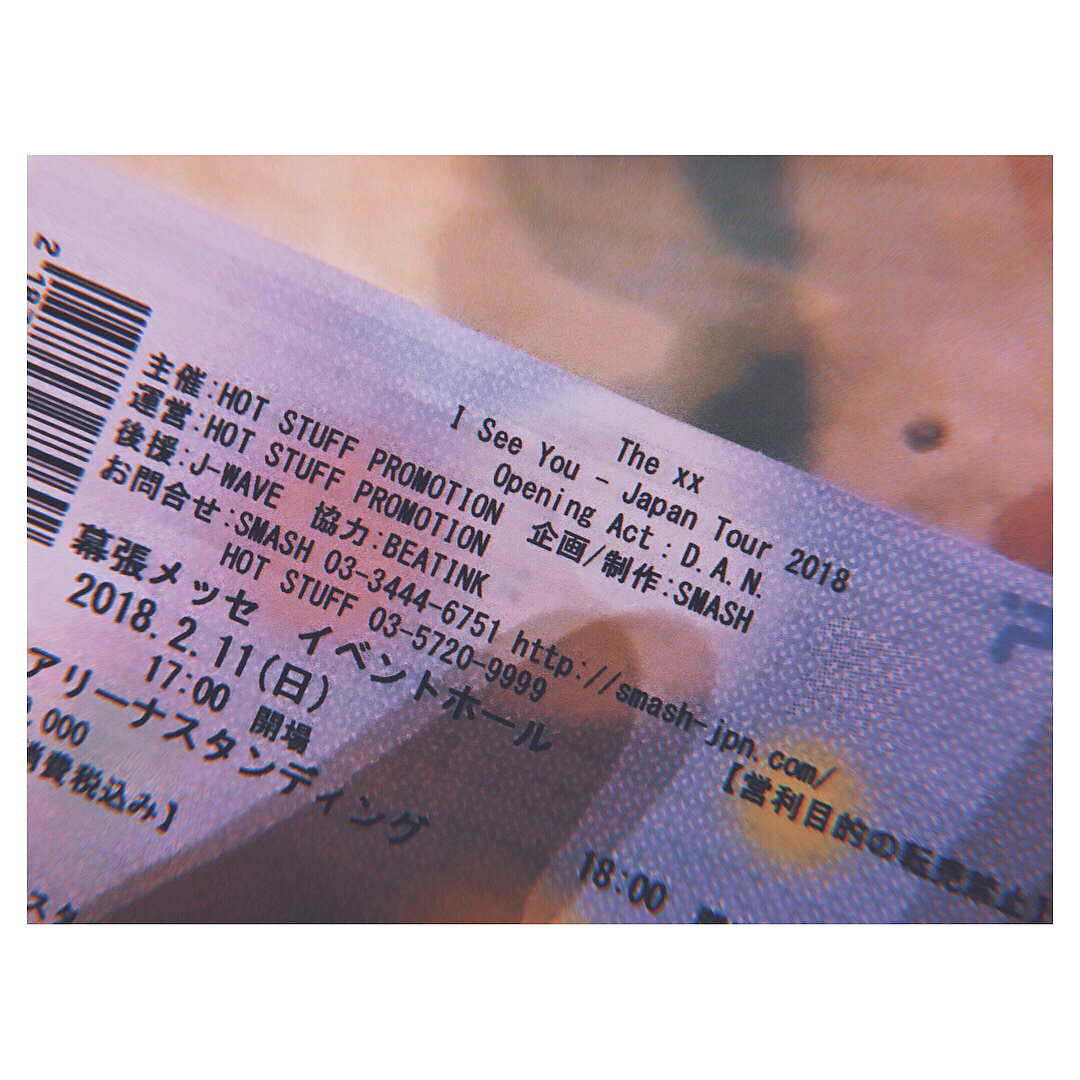 The xx
I See You - Japan Tour 2018
Opening Act : D.A.N.
主催:HOT STUFF PROMOTION 企画/制作:SMASH
運営:HOT STUFF PROMOTION
後援:J-WAVE 協力:BEATINK
お問合せ:SMASH 03-3444-6751 http://smash-jpn.com/
HOT STUFF 03-5720-9999
幕張メッセ イベントホール
【営利目的の転売禁止】
2018.2.11(日)
17:00 開場
18:00
アリーナスタンディング
,000
消費税込み】